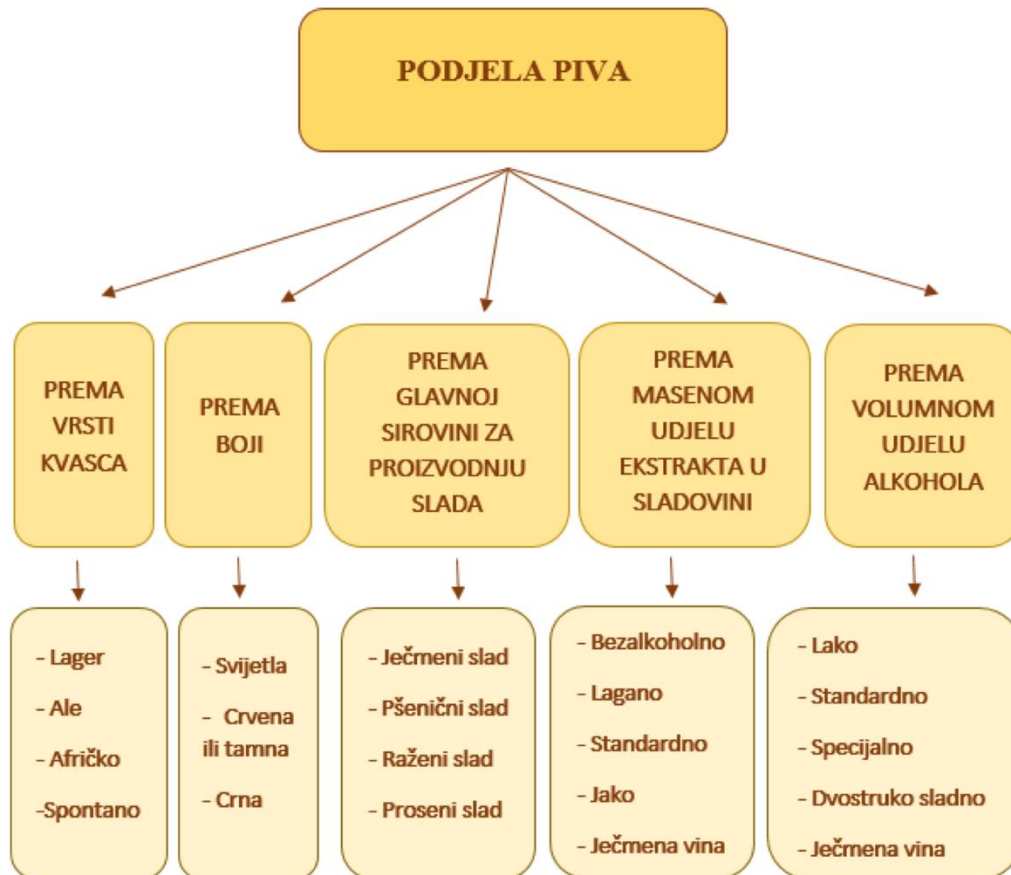 PODJELA PIVA
PREMA
VRSTI
KVASCA
PREMA
BOJI
PREMA
GLAVNOJ
SIROVINI ZA
PROIZVODNJU
SLADA
PREMA
MASENOM
UDJELU
EKSTRAKTA U
SLADOVINI
PREMA
VOLUMNOM
UDJELU
ALKOHOLA
- Lager
- Ale
- Afričko
-Spontano
- Svijetla
- Crvena
ili tamna
- Crna
- Ječmeni slad
- Pšenični slad
- Raženi slad
- Proseni slad
- Bezalkoholno
- Lagano
- Standardno
- Jako
- Ječmena vina
- Lako
- Standardno
- Specijalno
- Dvostruko sladno
- Ječmena vina